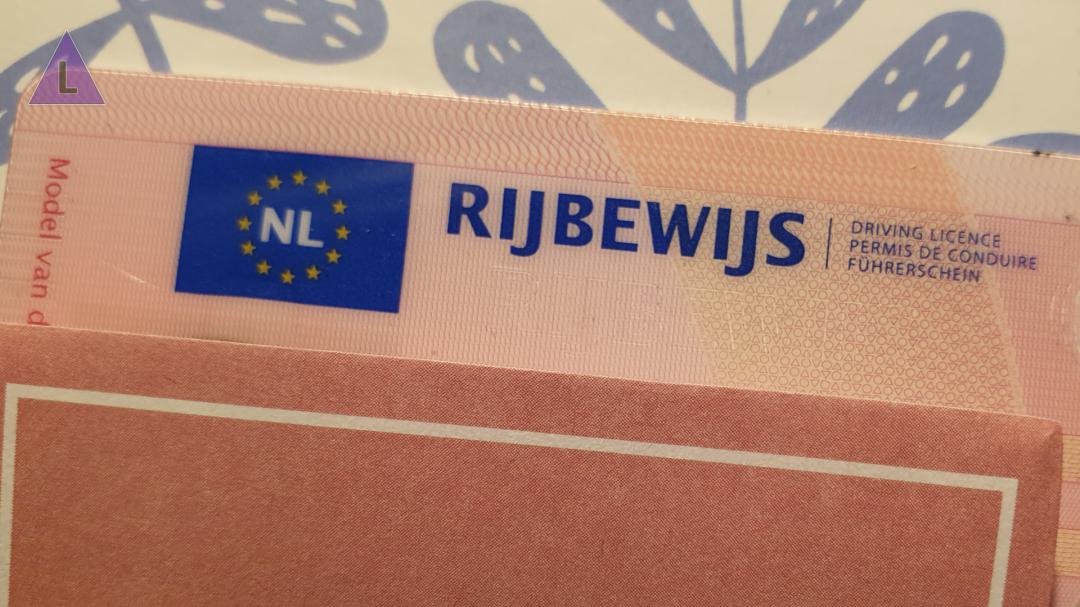 L
Model van d
NL
RIJBEWIJS
DRIVING LICENCE
PERMIS DE CONDUIRE
FÜHRERSCHEIN